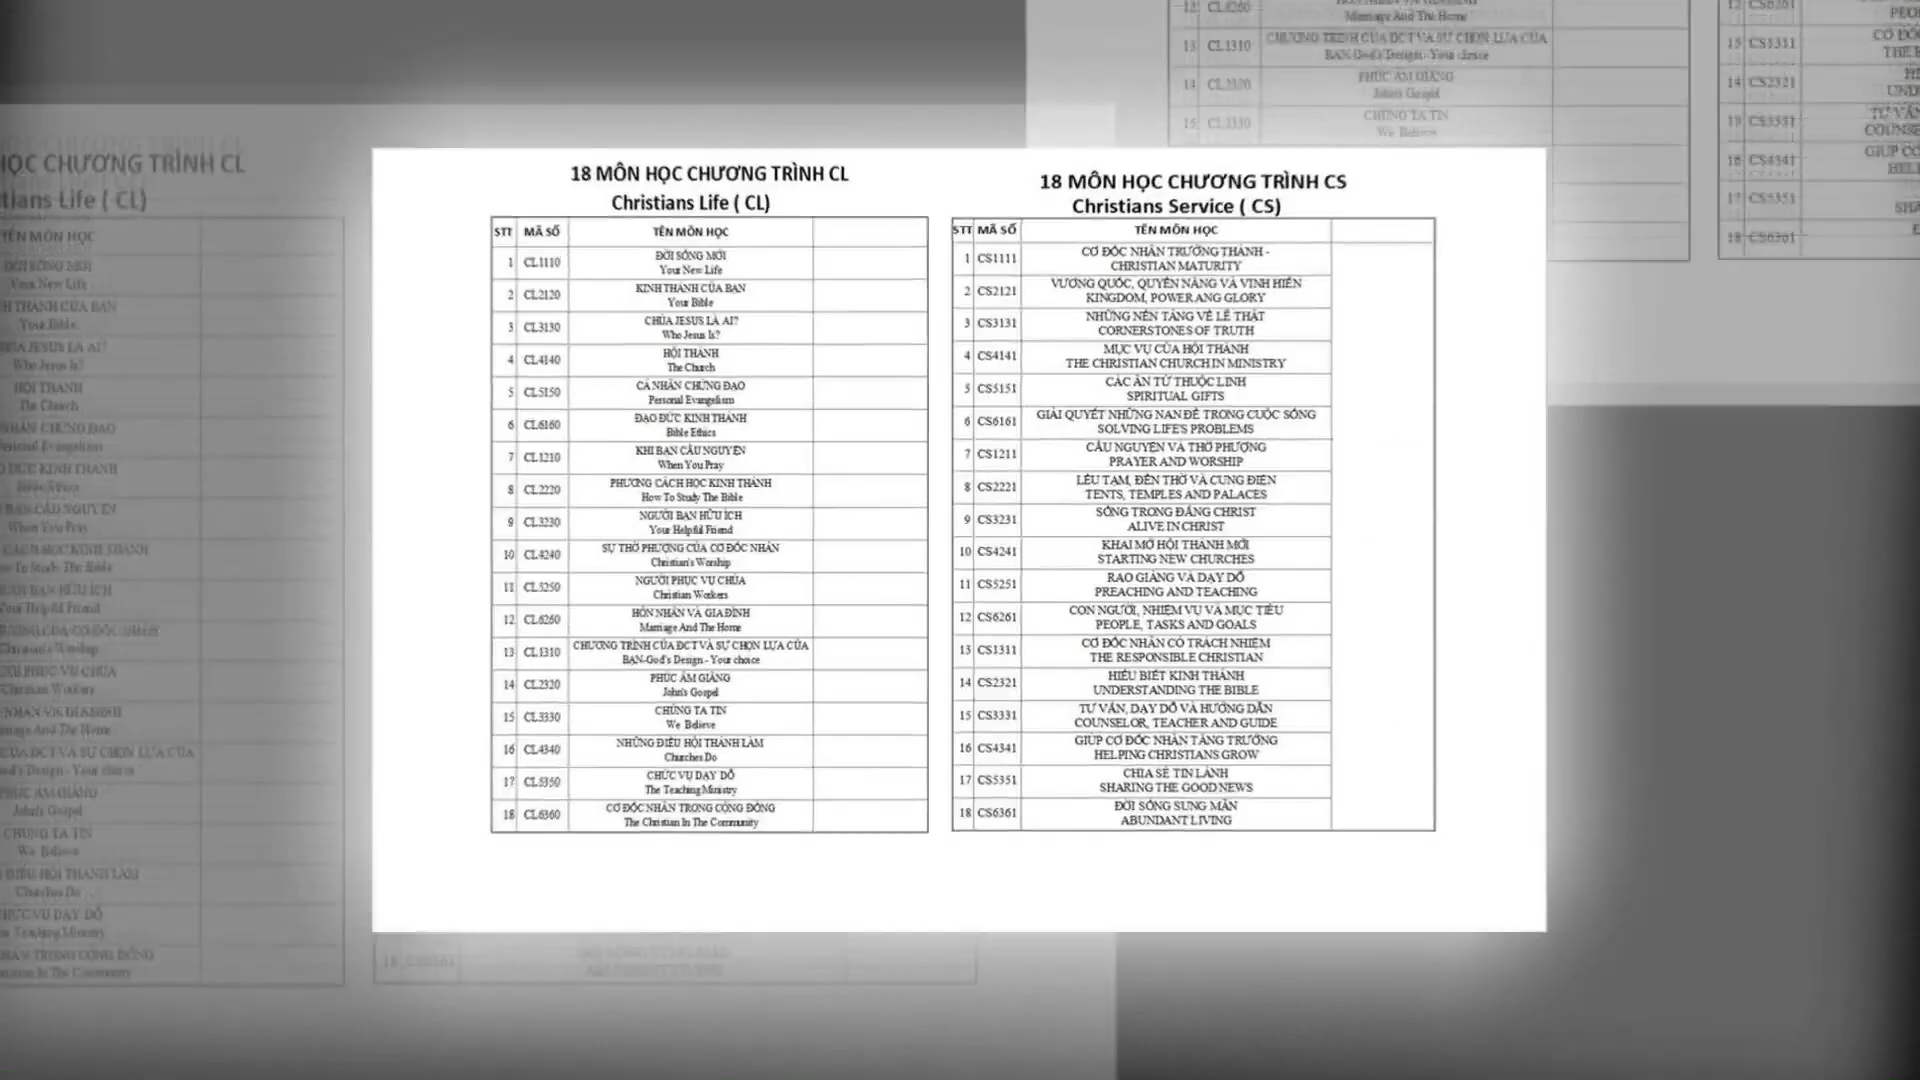 18 MÔN HỌC CHƯƠNG TRÌNH CL
Christians Life ( CL)
STT MÃ SỐ TÊN MÔN HỌC
1 CL1110 ĐỜI SỐNG MỚI
Your New Life
2 CL2120 KINH THÁNH CỦA BẠN
Your Bible
3 CL3130 CHÚA JESUS LÀ AI?
Who Jesus Is?
4 CL4140 HỘI THÁNH
The Church
5 CL5150 CÁ NHÂN CHỨNG ĐẠO
Personal Evangelism
6 CL6160 ĐẠO ĐỨC KINH THÁNH
Bible Ethics
7 CL1210 KHI BẠN CẦU NGUYỆN
When You Pray
8 CL2220 PHƯƠNG CÁCH HỌC KINH THÁNH
How To Study The Bible
9 CL3230 NGƯỜI BẠN HỮU ÍCH
Your Helpful Friend
10 CL4240 SỰ THỜ PHƯỢNG CỦA CƠ ĐỐC NHÂN
Christian's Worship
11 CL5250 NGƯỜI PHỤC VỤ CHÚA
Christian Workers
12 CL6260 HÔN NHÂN VÀ GIA ĐÌNH
Marriage And The Home
13 CL1310 CHƯƠNG TRÌNH CỦA ĐCT VÀ SỰ CHỌN LỰA CỦA
BẠN-God's Design - Your choice
14 CL2320 PHÚC ÂM GIĂNG
John's Gospel
15 CL3330 CHÚNG TA TIN
We Believe
16 CL4340 NHỮNG ĐIỀU HỘI THÁNH LÀM
Churches Do
17 CL5350 CHỨC VỤ DẠY DỖ
The Teaching Ministry
18 CL6360 CƠ ĐỐC NHÂN TRONG CỘNG ĐỒNG
The Christian In The Community
18 MÔN HỌC CHƯƠNG TRÌNH CS
Christians Service ( CS)
STT MÃ SỐ TÊN MÔN HỌC
1 CS1111 CƠ ĐỐC NHÂN TRƯỞNG THÀNH -
CHRISTIAN MATURITY
2 CS2121 VƯƠNG QUỐC, QUYỀN NĂNG VÀ VINH HIỂN
KINGDOM, POWER ANG GLORY
3 CS3131 NHỮNG NỀN TẢNG VỀ LẼ THẬT
CORNERSTONES OF TRUTH
4 CS4141 MỤC VỤ CỦA HỘI THÁNH
THE CHRISTIAN CHURCH IN MINISTRY
5 CS5151 CÁC ÂN TỨ THUỘC LINH
SPIRITUAL GIFTS
6 CS6161 GIẢI QUYẾT NHỮNG NAN ĐỀ TRONG CUỘC SỐNG
SOLVING LIFE'S PROBLEMS
7 CS1211 CẦU NGUYỆN VÀ THỜ PHƯỢNG
PRAYER AND WORSHIP
8 CS2221 LỀU TẠM, ĐỀN THỜ VÀ CUNG ĐIỆN
TENTS, TEMPLES AND PALACES
9 CS3231 SỐNG TRONG ĐẤNG CHRIST
ALIVE IN CHRIST
10 CS4241 KHAI MỞ HỘI THÁNH MỚI
STARTING NEW CHURCHES
11 CS5251 RAO GIẢNG VÀ DẠY DỖ
PREACHING AND TEACHING
12 CS6261 CON NGƯỜI, NHIỆM VỤ VÀ MỤC TIÊU
PEOPLE, TASKS AND GOALS
13 CS1311 CƠ ĐỐC NHÂN CÓ TRÁCH NHIỆM
THE RESPONSIBLE CHRISTIAN
14 CS2321 HIỂU BIẾT KINH THÁNH
UNDERSTANDING THE BIBLE
15 CS3331 TƯ VẤN, DẠY DỖ VÀ HƯỚNG DẪN
COUNSELOR, TEACHER AND GUIDE
16 CS4341 GIÚP CƠ ĐỐC NHÂN TĂNG TRƯỞNG
HELPING CHRISTIANS GROW
17 CS5351 CHIA SẺ TIN LÀNH
SHARING THE GOOD NEWS
18 CS6361 ĐỜI SỐNG SUNG MÃN
ABUNDANT LIVING